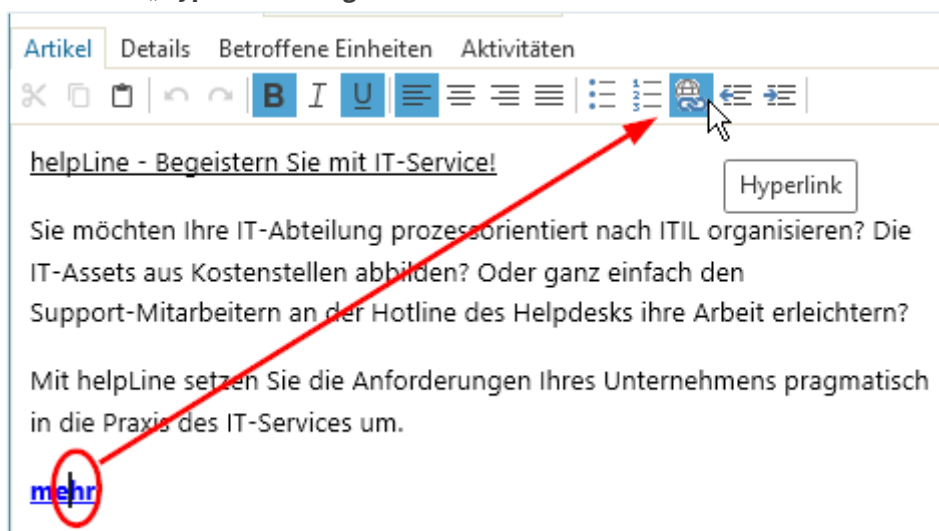 Artikel Details Betroffene Einheiten Aktivitäten
B I U
helpLine - Begeistern Sie mit IT-Service!
Hyperlink
Sie möchten Ihre IT-Abteilung prozessorientiert nach ITIL organisieren? Die
IT-Assets aus Kostenstellen abbilden? Oder ganz einfach den
Support-Mitarbeitern an der Hotline des Helpdesks ihre Arbeit erleichtern?
Mit helpLine setzen Sie die Anforderungen Ihres Unternehmens pragmatisch
in die Praxis des IT-Services um.
mehr